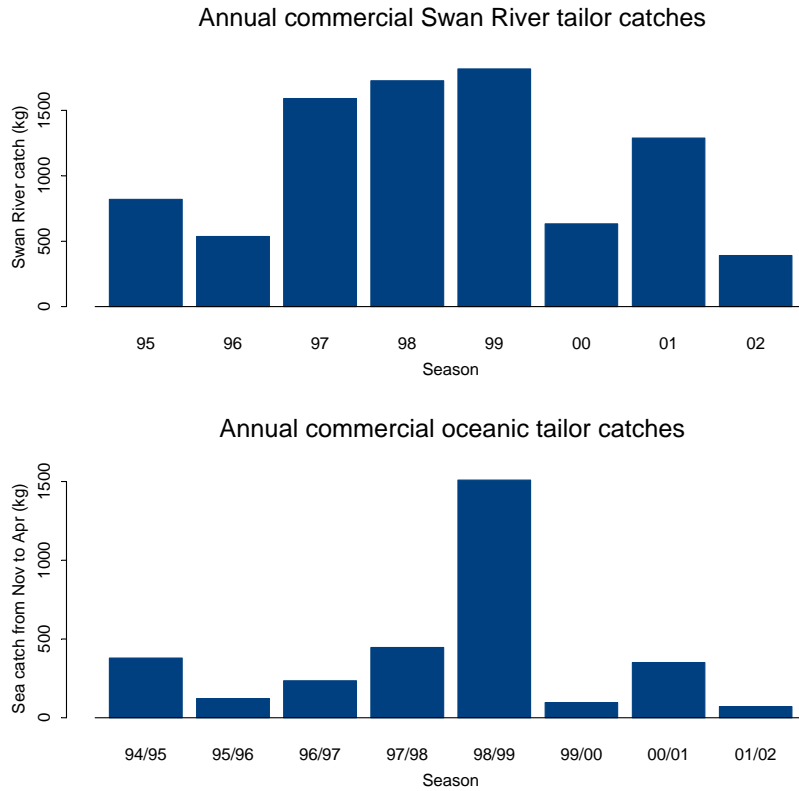 Annual commercial Swan River tailor catches
Swan River catch (kg)
1500
1000
500
0
95 96 97 98 99 00 01 02
Season
Annual commercial oceanic tailor catches
Sea catch from Nov to Apr (kg)
1500
1000
500
0
94/95 95/96 96/97 97/98 98/99 99/00 00/01 01/02
Season